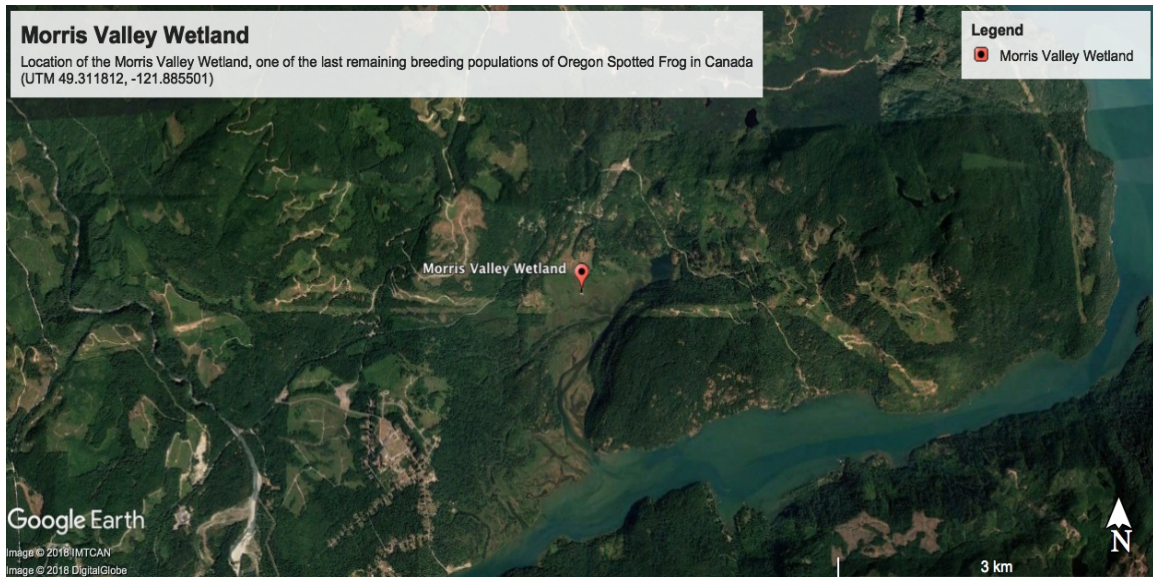 Morris Valley Wetland
Location of the Morris Valley Wetland, one of the last remaining breeding populations of Oregon Spotted Frog in Canada
(UTM 49.311812, -121.885501)
Legend
Morris Valley Wetland
Morris Valley Wetland
Google Earth
Image © 2018 IMTCAN
Image © 2018 DigitalGlobe
N
3 km